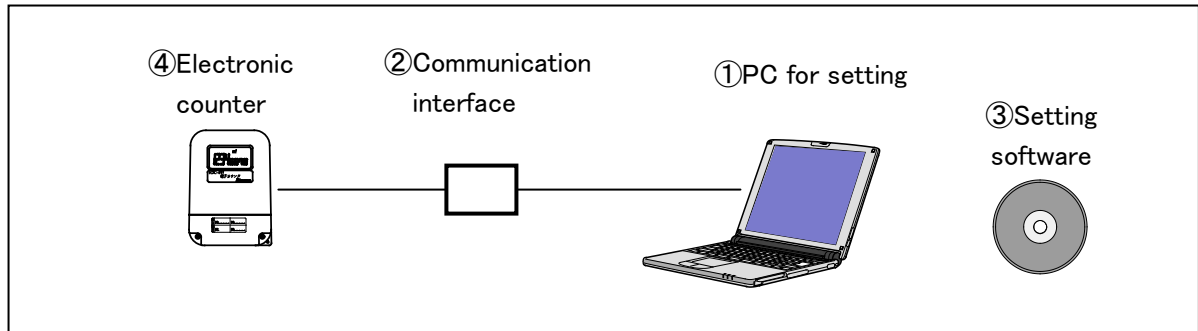 ④Electronic
counter
②Communication
interface
①PC for setting
③Setting
software